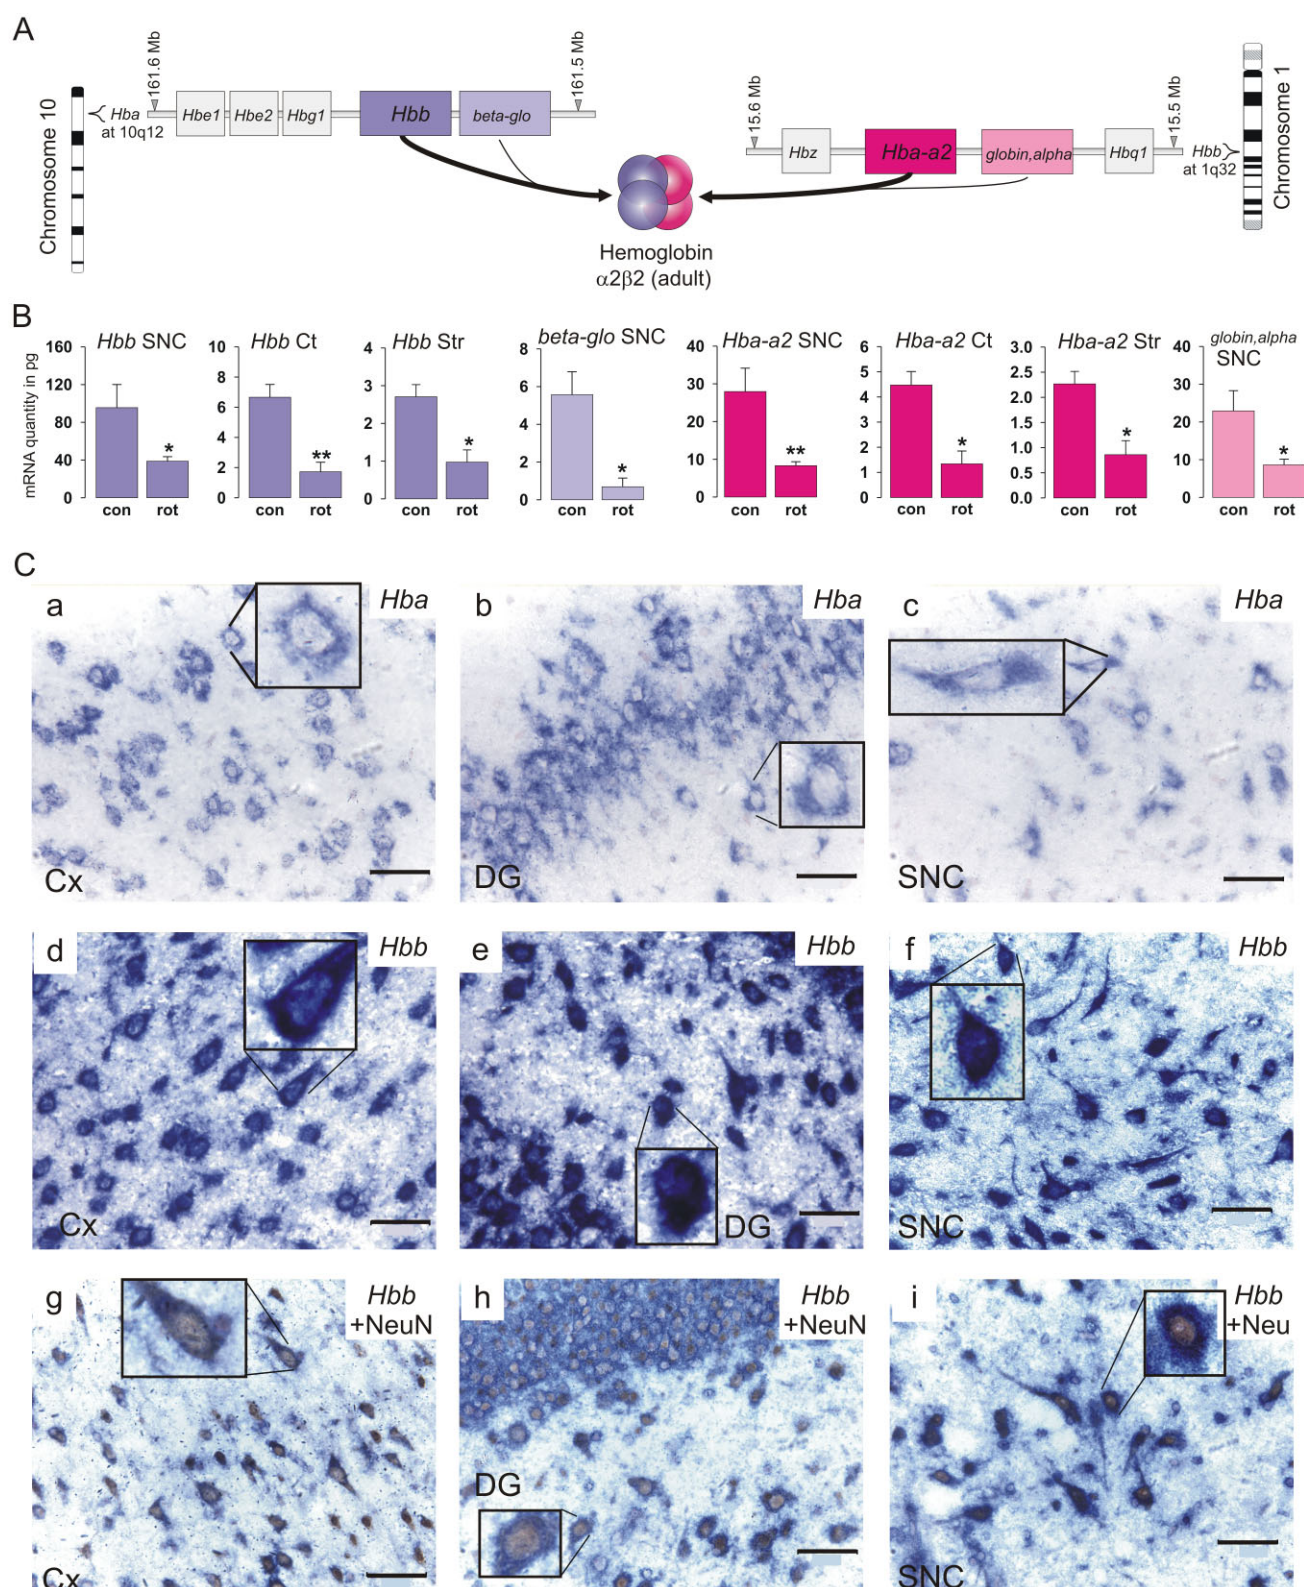 A
Chromosome 10
Hba
at 10q12
161.6 Mb
Hbe1
Hbe2
Hbg1
Hbb
beta-glo
161.5 Mb
15.6 Mb
Hbz
Hba-a2
globin,alpha
Hbq1
15.5 Mb
Hbb
at 1q32
Chromosome 1
Hemoglobin
α2β2 (adult)
B
mRNA quantity in pg
Hbb SNC
160
120
80
40
0
*
con rot
Hbb Ct
10
8
6
4
2
0
**
con rot
Hbb Str
4
3
2
1
0
*
con rot
beta-glo SNC
8
6
4
2
0
*
con rot
Hba-a2 SNC
40
30
20
10
0
**
con rot
Hba-a2 Ct
6
5
4
3
2
1
0
*
con rot
Hba-a2 Str
3.0
2.5
2.0
1.5
1.0
0.5
0.0
*
con rot
globin,alpha
SNC
40
30
20
10
0
*
con rot
C
a
Hba
Cx
b
Hba
DG
c
Hba
SNC
d
Hbb
Cx
e
Hbb
DG
f
Hbb
SNC
g
Hbb
+NeuN
Cx
h
Hbb
+NeuN
DG
i
Hbb
+Neu
SNC